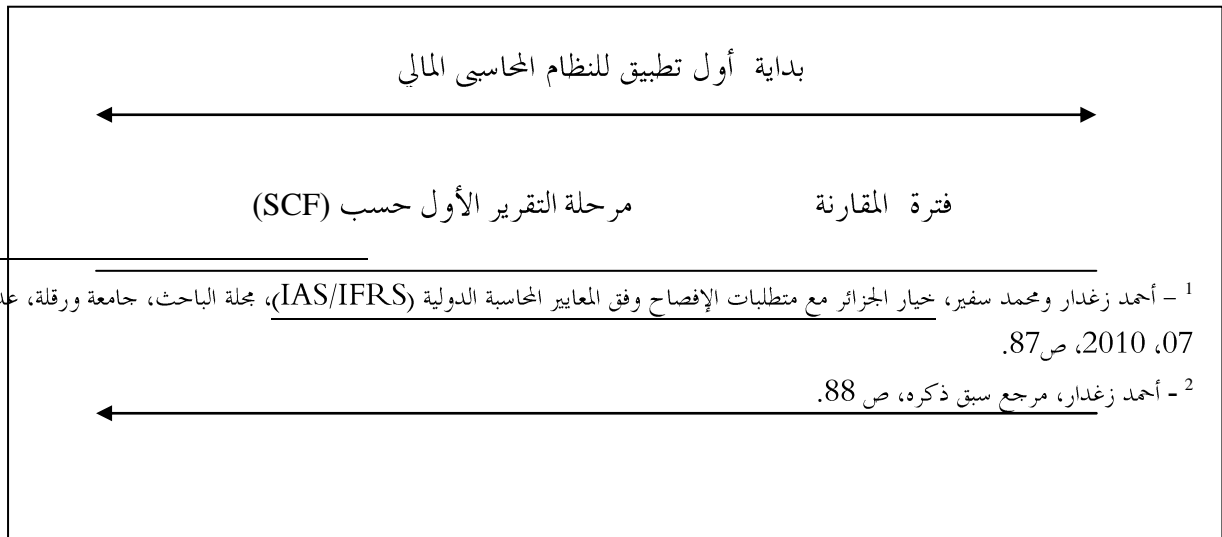 بداية أول تطبيق للنظام المحاسبي المالي
فترة المقارنة مرحلة التقرير الأول حسب (SCF)
1 – أحمد زغدار ومحمد سفير، خيار الجزائر مع متطلبات الإفصاح وفق المعايير المحاسبة الدولية (IAS/IFRS)، مجلة الباحث، جامعة ورقلة،
07، 2010، ص87.
2 - أحمد زغدار، مرجع سبق ذكره، ص 88.